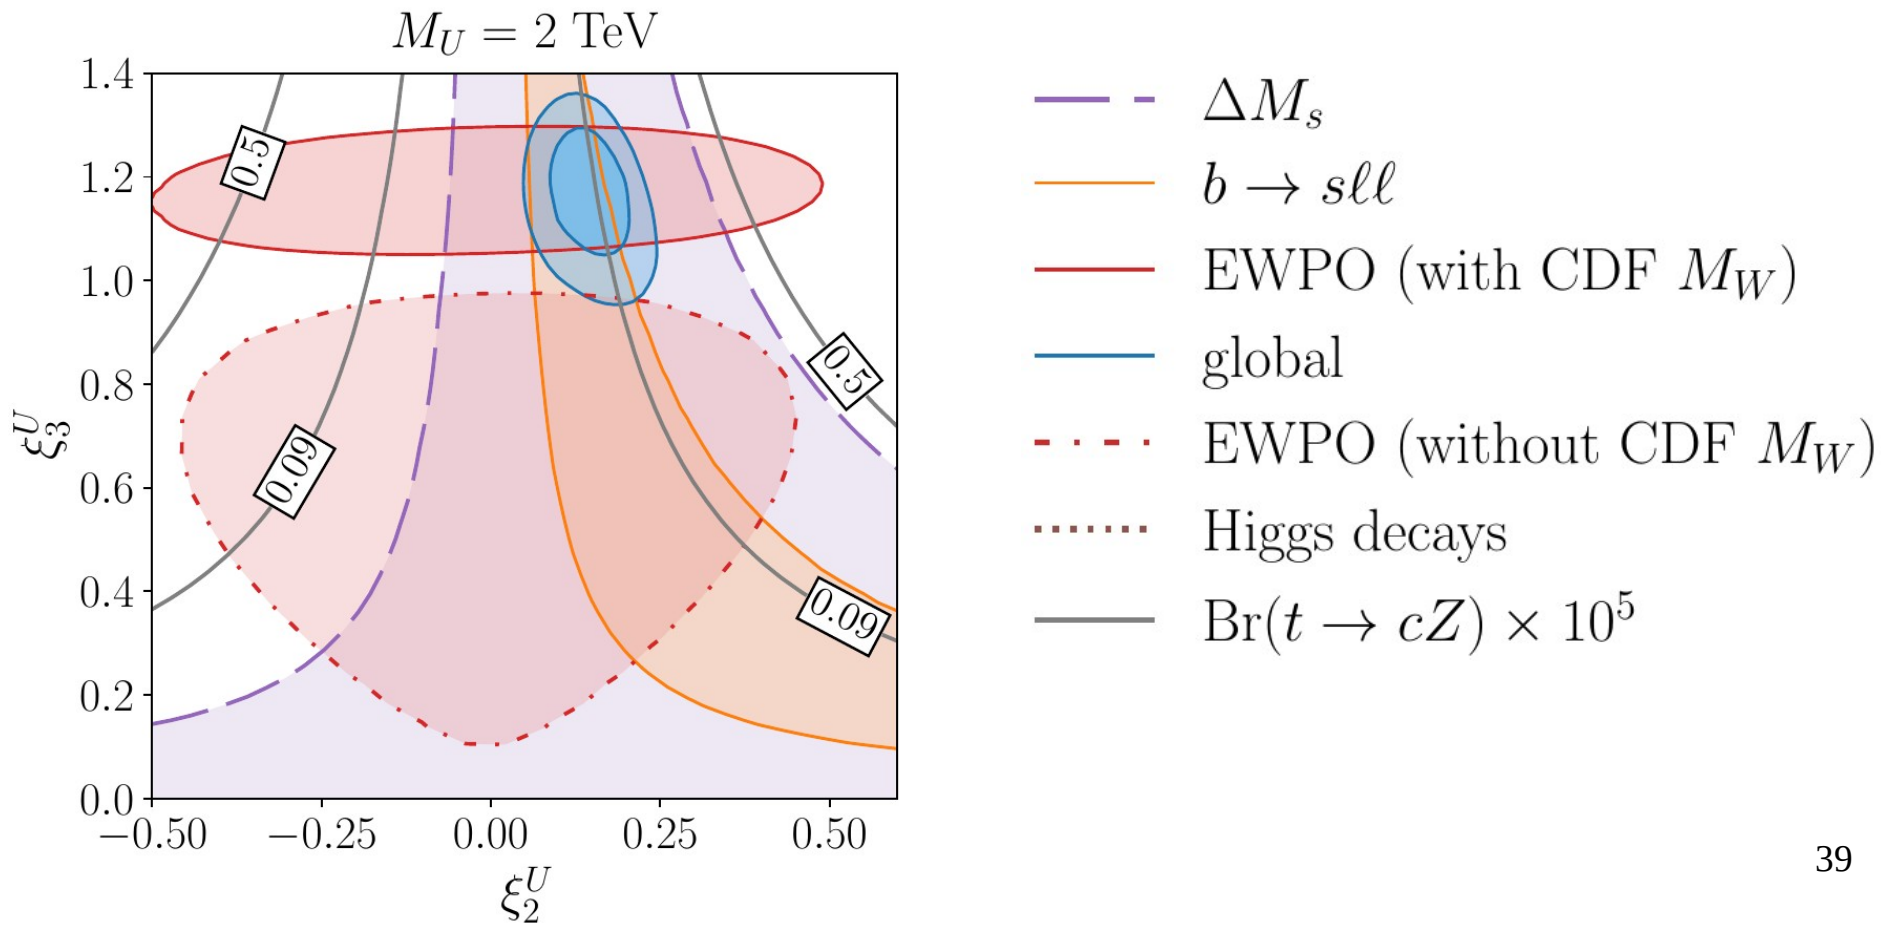 M_U = 2 TeV
1.4
1.2
1.0
0.8
0.6
0.4
0.2
0.0
ξ_3^U
−0.50
−0.25
0.00
0.25
0.50
ξ_2^U
0.5
0.09
0.5
0.09
ΔM_s
b → sℓℓ
EWPO (with CDF M_W)
global
EWPO (without CDF M_W)
Higgs decays
Br(t → cZ) × 10^5
39